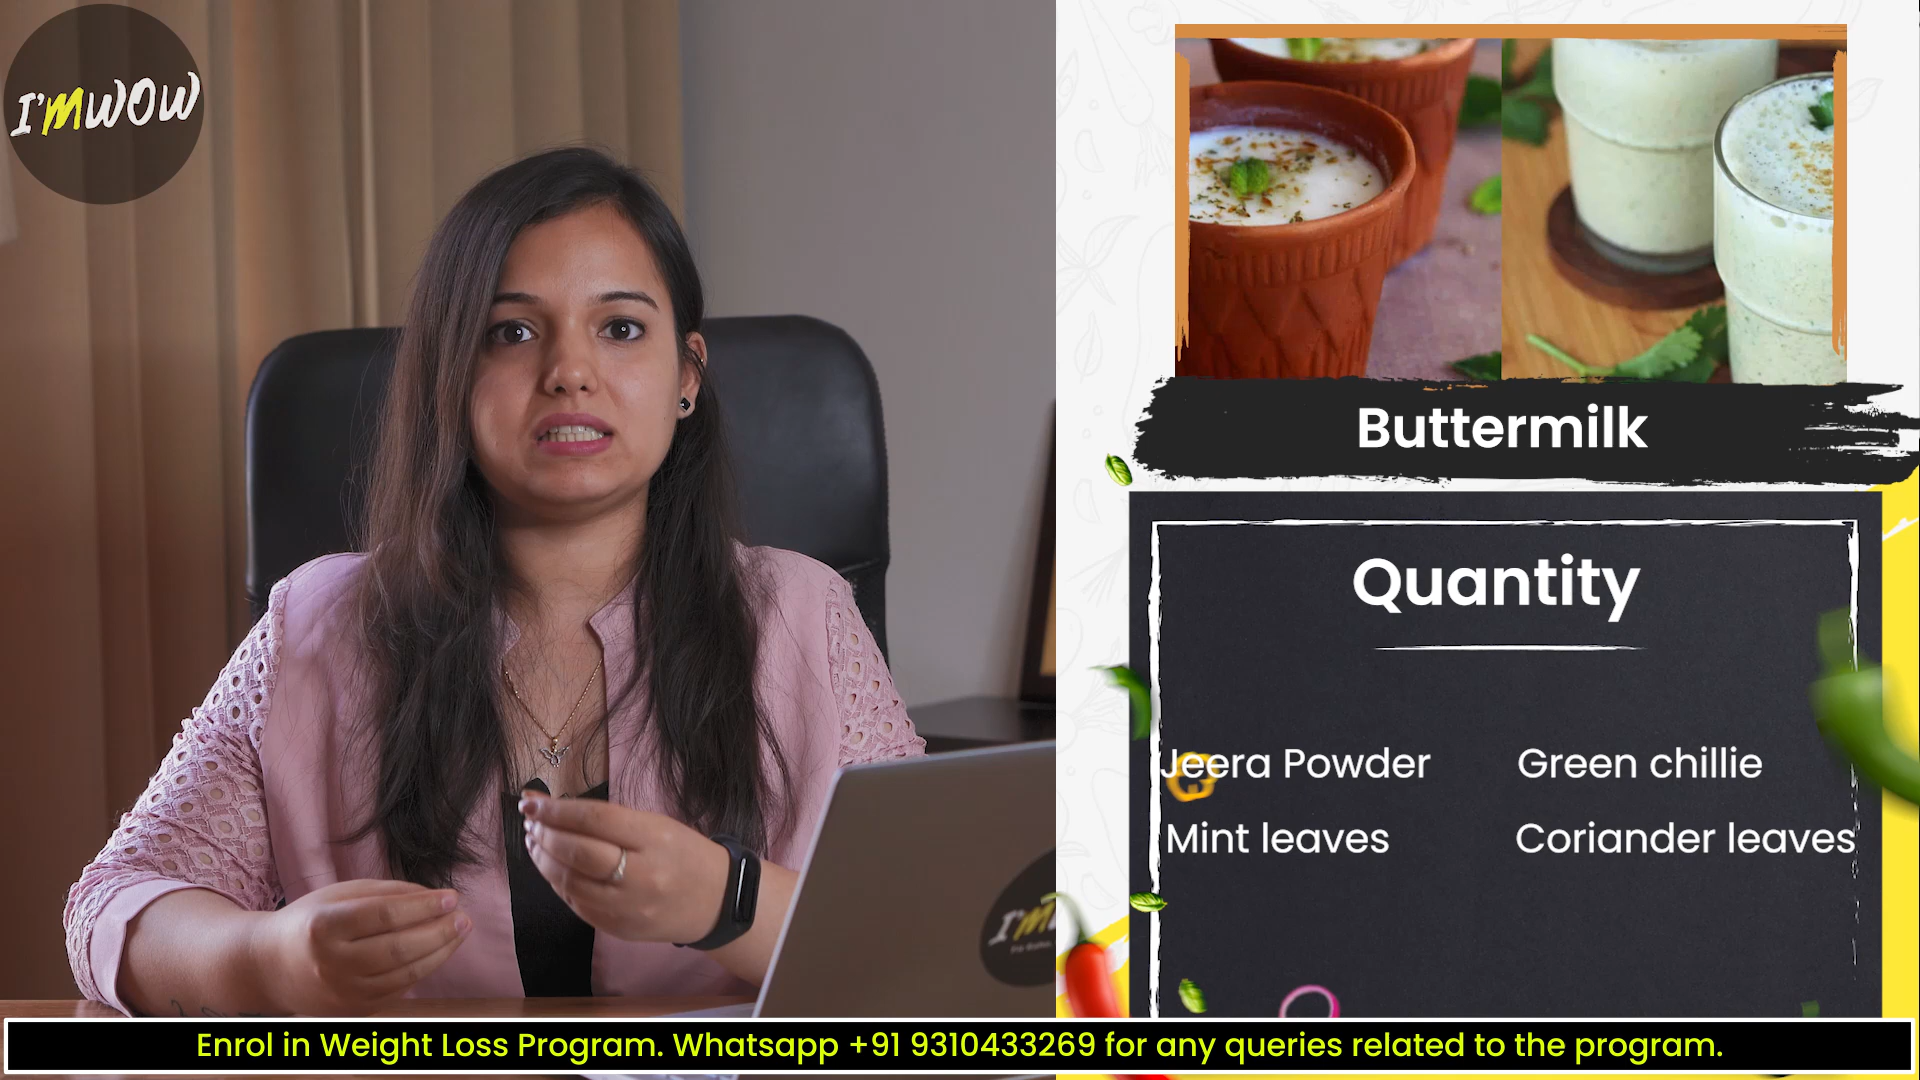 I'MWOW
Buttermilk
Quantity
Jeera Powder
Green chillie
Mint leaves
Coriander leaves
I'M
Enrol in Weight Loss Program. Whatsapp +91 9310433269 for any queries related to the program.